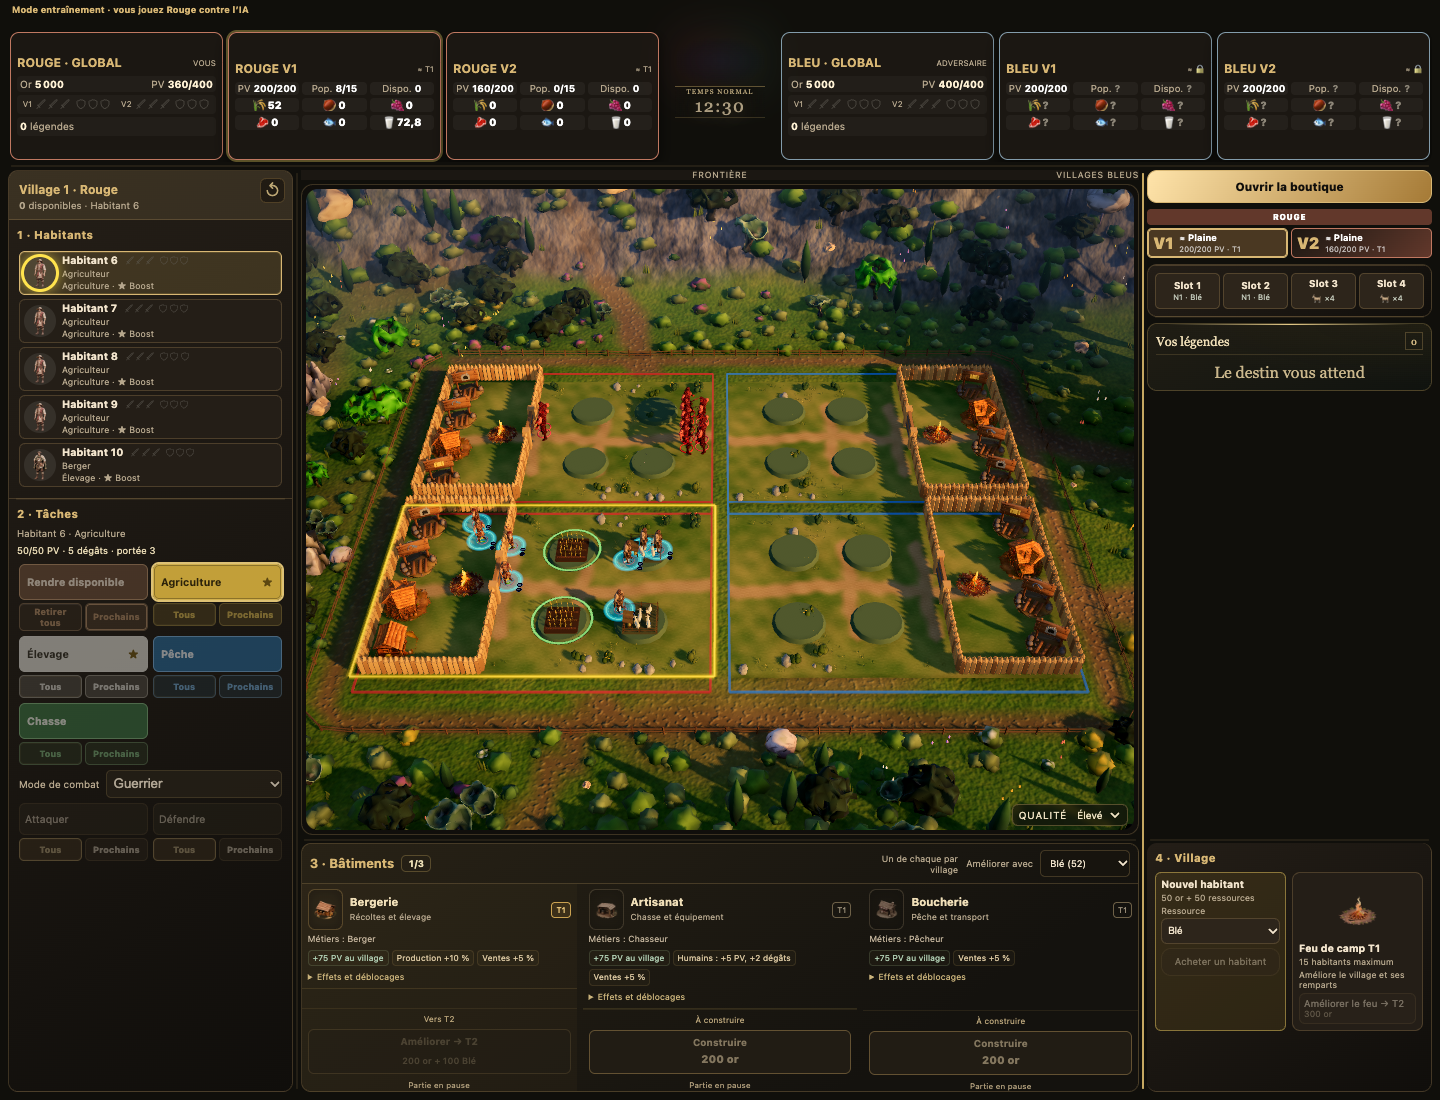 Mode entraînement · vous jouez Rouge contre l'IA
ROUGE · GLOBAL VOUS
Or 5 000 PV 360/400
V1 V2
0 légendes
ROUGE V1 ≈ T1
PV 200/200 Pop. 8/15 Dispo. 0
52 0 0
0 0 72,8
ROUGE V2 ≈ T1
PV 160/200 Pop. 0/15 Dispo. 0
0 0 0
0 0 0
TEMPS NORMAL
12:30
BLEU · GLOBAL ADVERSAIRE
Or 5 000 PV 400/400
V1 V2
0 légendes
BLEU V1 ≈
PV 200/200 Pop. ? Dispo. ?
? ? ?
? ? ?
BLEU V2 ≈
PV 200/200 Pop. ? Dispo. ?
? ? ?
? ? ?
Village 1 · Rouge
0 disponibles · Habitant 6
1 · Habitants
Habitant 6
Agriculteur
Agriculture · ★ Boost
Habitant 7
Agriculteur
Agriculture · ★ Boost
Habitant 8
Agriculteur
Agriculture · ★ Boost
Habitant 9
Agriculteur
Agriculture · ★ Boost
Habitant 10
Berger
Élevage · ★ Boost
2 · Tâches
Habitant 6 · Agriculture
50/50 PV · 5 dégâts · portée 3
Rendre disponible Agriculture ★
Retirer tous Prochains Tous Prochains
Élevage ★ Pêche
Tous Prochains Tous Prochains
Chasse
Tous Prochains
Mode de combat Guerrier
Attaquer Défendre
Tous Prochains Tous Prochains
FRONTIÈRE VILLAGES BLEUS
QUALITÉ Élevé
3 · Bâtiments 1/3
Un de chaque par village Améliorer avec Blé (52)
Bergerie T1
Récoltes et élevage
Métiers : Berger
+75 PV au village Production +10 % Ventes +5 %
▸ Effets et déblocages
Vers T2
Améliorer → T2
200 or + 100 Blé
Partie en pause
Artisanat T1
Chasse et équipement
Métiers : Chasseur
+75 PV au village Humains : +5 PV, +2 dégâts
Ventes +5 %
▸ Effets et déblocages
À construire
Construire
200 or
Partie en pause
Boucherie T1
Pêche et transport
Métiers : Pêcheur
+75 PV au village Ventes +5 %
▸ Effets et déblocages
À construire
Construire
200 or
Partie en pause
Ouvrir la boutique
ROUGE
V1 ≈ Plaine
200/200 PV · T1
V2 ≈ Plaine
160/200 PV · T1
Slot 1
N1 · Blé
Slot 2
N1 · Blé
Slot 3
×4
Slot 4
×4
Vos légendes 0
Le destin vous attend
4 · Village
Nouvel habitant
50 or + 50 ressources
Ressource
Blé
Acheter un habitant
Feu de camp T1
15 habitants maximum
Améliore le village et ses remparts
Améliorer le feu → T2
300 or